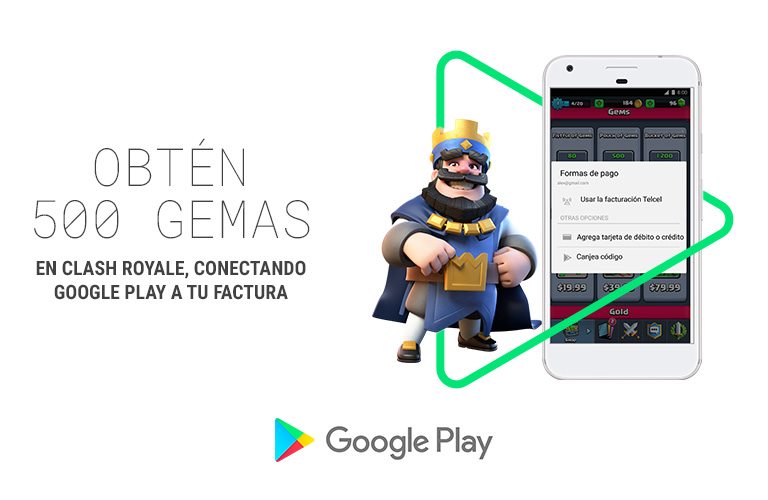 OBTÉN
500 GEMAS
EN CLASH ROYALE, CONECTANDO
GOOGLE PLAY A TU FACTURA
8:00
4/20
184
96
Gems
Fistful of Gems
Pouch of Gems
Bucket of Gems
80
500
1200
Formas de pago
alex@gmail.com
Usar la facturación Telcel
OTRAS OPCIONES
Agrega tarjeta de débito o crédito
Canjea código
$19.99
$79.99
Gold
Google Play